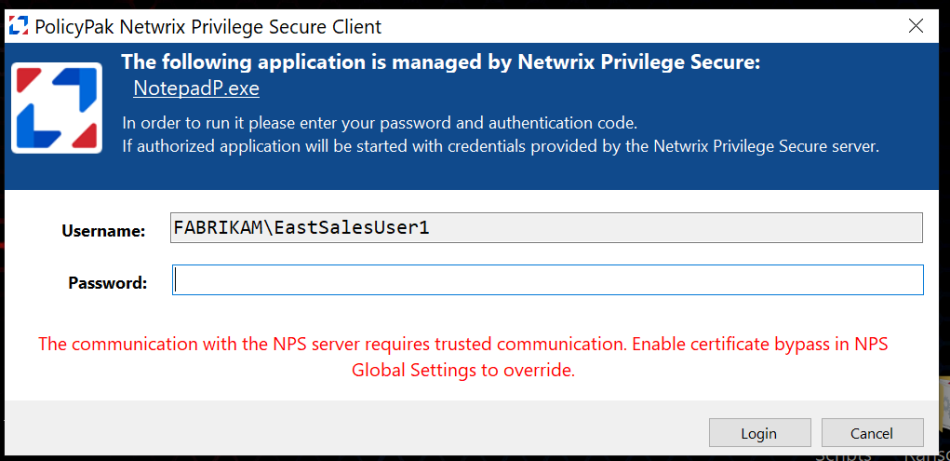 PolicyPak Netwrix Privilege Secure Client
The following application is managed by Netwrix Privilege Secure:
NotepadP.exe
In order to run it please enter your password and authentication code.
If authorized application will be started with credentials provided by the Netwrix Privilege Secure server.
Username: FABRIKAM\EastSalesUser1
Password:
The communication with the NPS server requires trusted communication. Enable certificate bypass in NPS
Global Settings to override.
Login Cancel